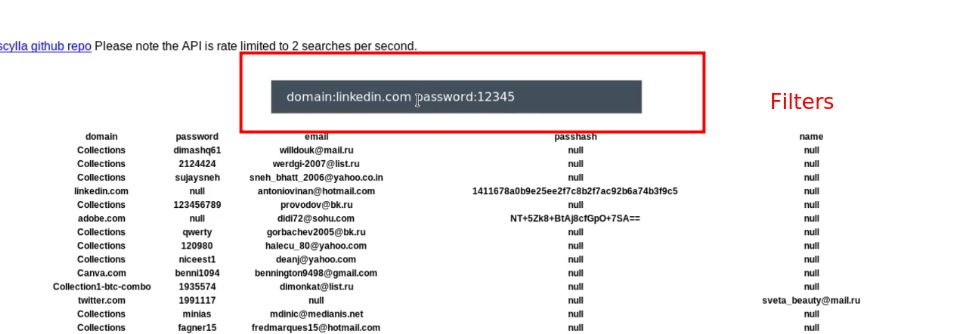 scylla github repo Please note the API is rate limited to 2 searches per second.
domain:linkedin.com password:12345
Filters
domain password email passhash name
Collections dimashq61 willdouk@mail.ru null null
Collections 2124424 werdgi-2007@list.ru null null
Collections sujaysneh sneh_bhatt_2006@yahoo.co.in null null
linkedin.com null antoniovinan@hotmail.com 1411678a0b9e25ee2f7c8b2f7ac92b6a74b3f9c5 null
Collections 123456789 provodov@bk.ru null null
adobe.com null didi72@sohu.com NT+5Zk8+BtAj8cfGpO+7SA== null
Collections qwerty gorbachev2005@bk.ru null null
Collections 120980 halecu_80@yahoo.com null null
Collections niceest1 deanj@yahoo.com null null
Canva.com benni1094 bennington9498@gmail.com null null
Collection1-btc-combo 1935574 dimonkat@list.ru null null
twitter.com 1991117 null null sveta_beauty@mail.ru
Collections minias mdinic@medianis.net null null
Collections fagner15 fredmarques15@hotmail.com null null